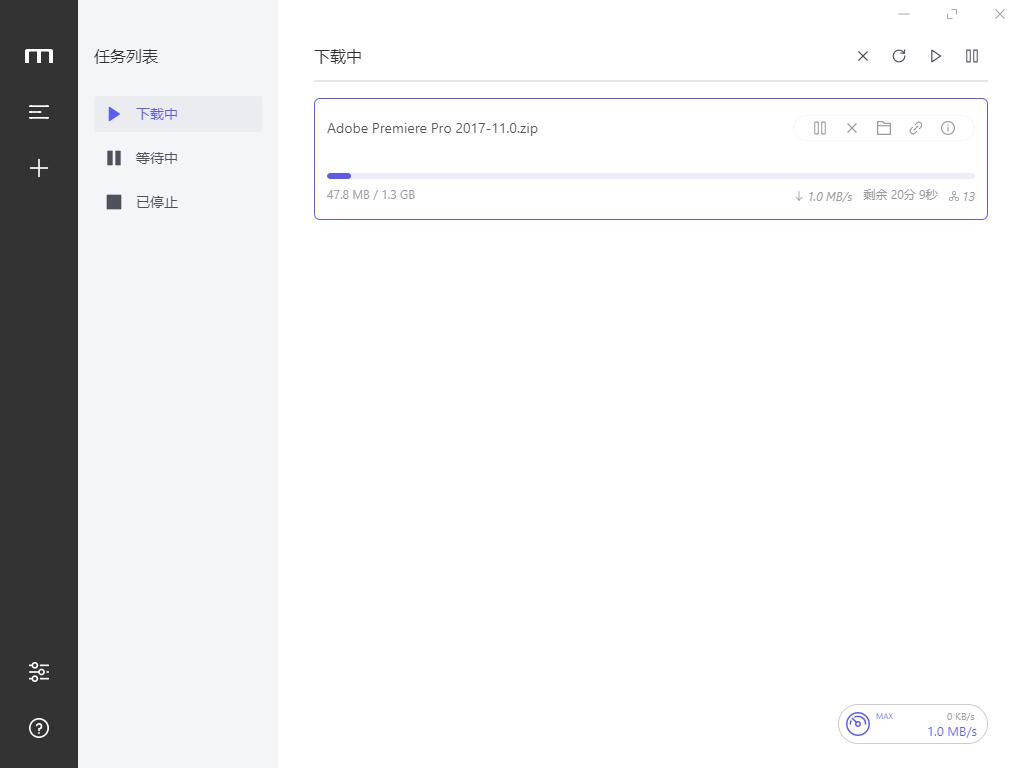 任务列表
下载中
等待中
已停止
下载中
Adobe Premiere Pro 2017-11.0.zip
47.8 MB / 1.3 GB
↓ 1.0 MB/s 剩余 20分 9秒 13
MAX 0 KB/s
1.0 MB/s